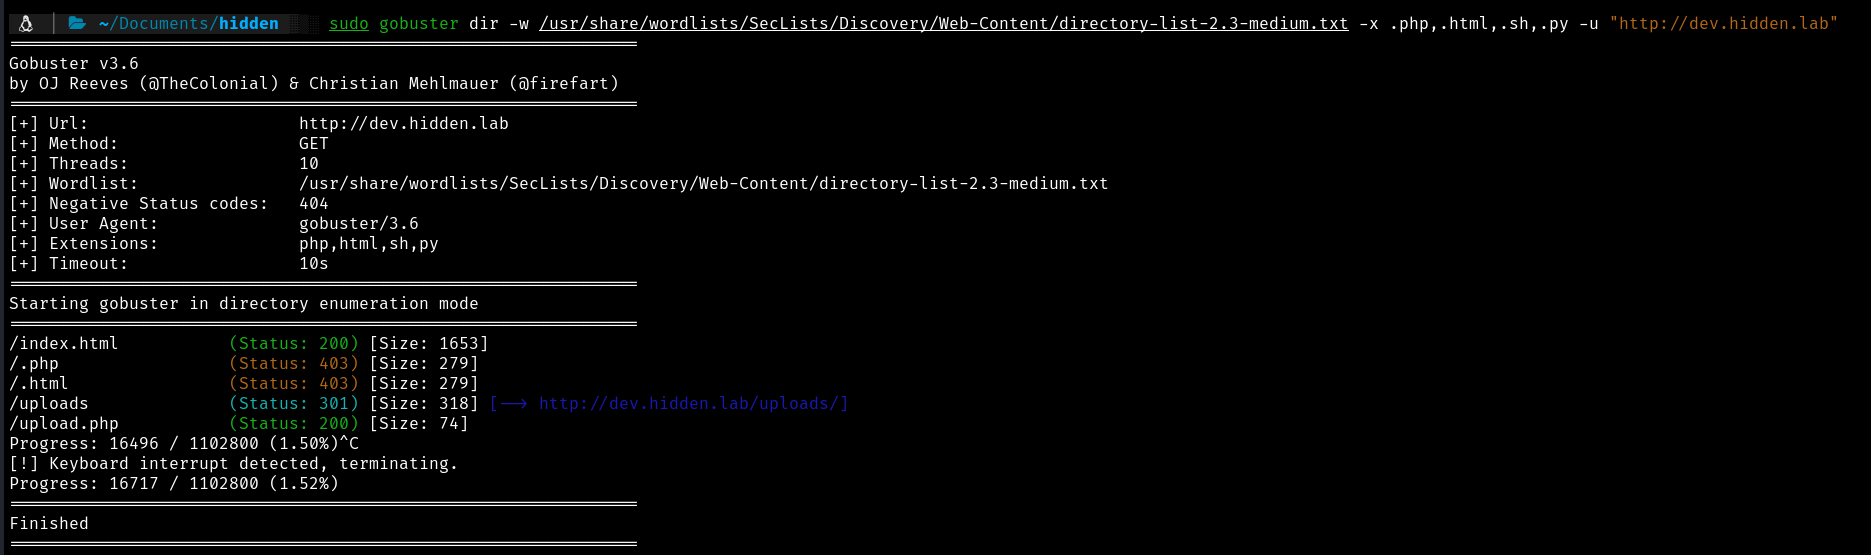 ~/Documents/hidden sudo gobuster dir -w /usr/share/wordlists/SecLists/Discovery/Web-Content/directory-list-2.3-medium.txt -x .php,.html,.sh,.py -u "http://dev.hidden.lab"
===============================================================
Gobuster v3.6
by OJ Reeves (@TheColonial) & Christian Mehlmauer (@firefart)
===============================================================
[+] Url:                     http://dev.hidden.lab
[+] Method:                  GET
[+] Threads:                 10
[+] Wordlist:                /usr/share/wordlists/SecLists/Discovery/Web-Content/directory-list-2.3-medium.txt
[+] Negative Status codes:   404
[+] User Agent:              gobuster/3.6
[+] Extensions:              php,html,sh,py
[+] Timeout:                 10s
===============================================================
Starting gobuster in directory enumeration mode
===============================================================
/index.html           (Status: 200) [Size: 1653]
/.php                 (Status: 403) [Size: 279]
/.html                (Status: 403) [Size: 279]
/uploads              (Status: 301) [Size: 318] [--> http://dev.hidden.lab/uploads/]
/upload.php           (Status: 200) [Size: 74]
Progress: 16496 / 1102800 (1.50%)^C
[!] Keyboard interrupt detected, terminating.
Progress: 16717 / 1102800 (1.52%)
===============================================================
Finished
===============================================================